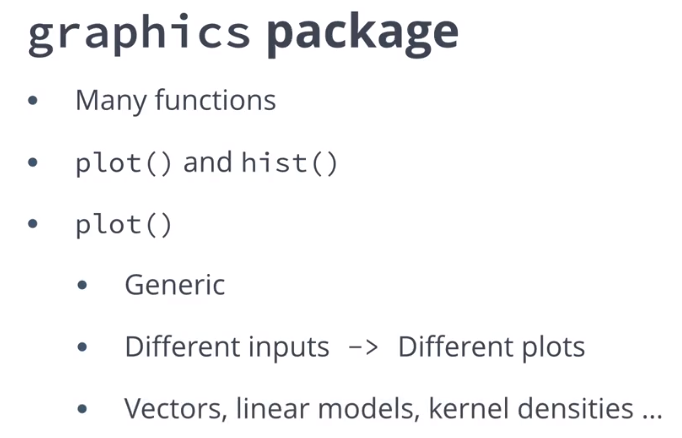 graphics package
• Many functions
• plot() and hist()
• plot()
• Generic
• Different inputs -> Different plots
• Vectors, linear models, kernel densities ...